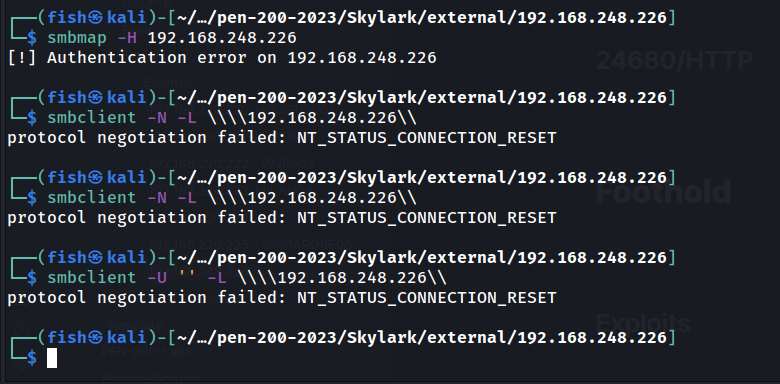 ┌──(fish㉿kali)-[~/…/pen-200-2023/Skylark/external/192.168.248.226]
└─$ smbmap -H 192.168.248.226
[!] Authentication error on 192.168.248.226
24680/HTTP
┌──(fish㉿kali)-[~/…/pen-200-2023/Skylark/external/192.168.248.226]
└─$ smbclient -N -L \\\\192.168.248.226\\
protocol negotiation failed: NT_STATUS_CONNECTION_RESET
┌──(fish㉿kali)-[~/…/pen-200-2023/Skylark/external/192.168.248.226]
└─$ smbclient -N -L \\\\192.168.248.226\\
Foothold
protocol negotiation failed: NT_STATUS_CONNECTION_RESET
┌──(fish㉿kali)-[~/…/pen-200-2023/Skylark/external/192.168.248.226]
└─$ smbclient -U '' -L \\\\192.168.248.226\\
protocol negotiation failed: NT_STATUS_CONNECTION_RESET
Exploits
┌──(fish㉿kali)-[~/…/pen-200-2023/Skylark/external/192.168.248.226]
└─$